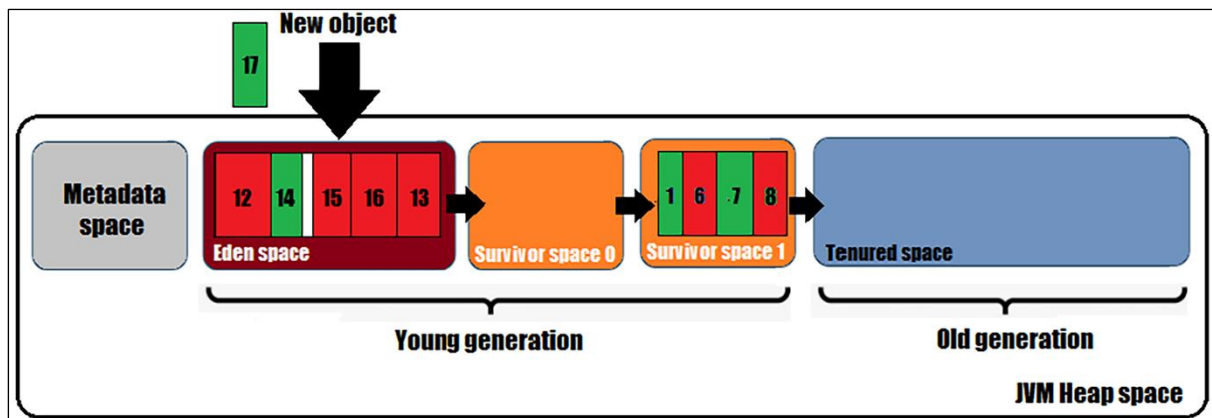 New object
17
Metadata
space
12 14 15 16 13
Eden space
Survivor space 0
1 6 .7 8
Survivor space 1
Tenured space
Young generation
Old generation
JVM Heap space